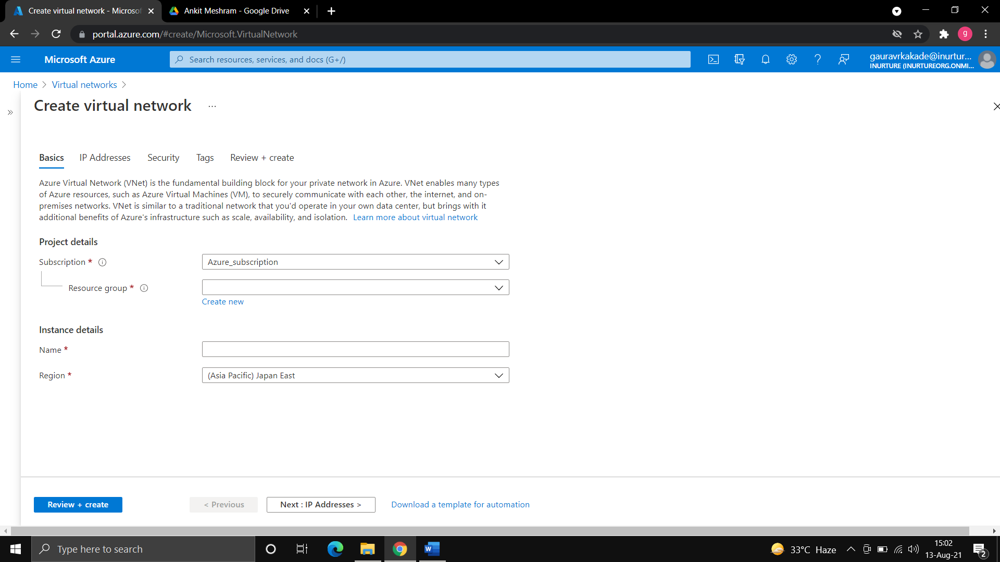 Create virtual network - Microsof
Ankit Meshram - Google Drive
portal.azure.com/#create/Microsoft.VirtualNetwork
g
Microsoft Azure
Search resources, services, and docs (G+/)
gauravrkakade@inurtur...
INURTURE (INURTUREORG.ONMI...
Home > Virtual networks >
Create virtual network ...
Basics
IP Addresses
Security
Tags
Review + create
Azure Virtual Network (VNet) is the fundamental building block for your private network in Azure. VNet enables many types
of Azure resources, such as Azure Virtual Machines (VM), to securely communicate with each other, the internet, and on-
premises networks. VNet is similar to a traditional network that you'd operate in your own data center, but brings with it
additional benefits of Azure's infrastructure such as scale, availability, and isolation. Learn more about virtual network
Project details
Subscription *
Azure_subscription
Resource group *
Create new
Instance details
Name *
Region *
(Asia Pacific) Japan East
Review + create
< Previous
Next : IP Addresses >
Download a template for automation
Type here to search
33°C Haze
15:02
13-Aug-21
2